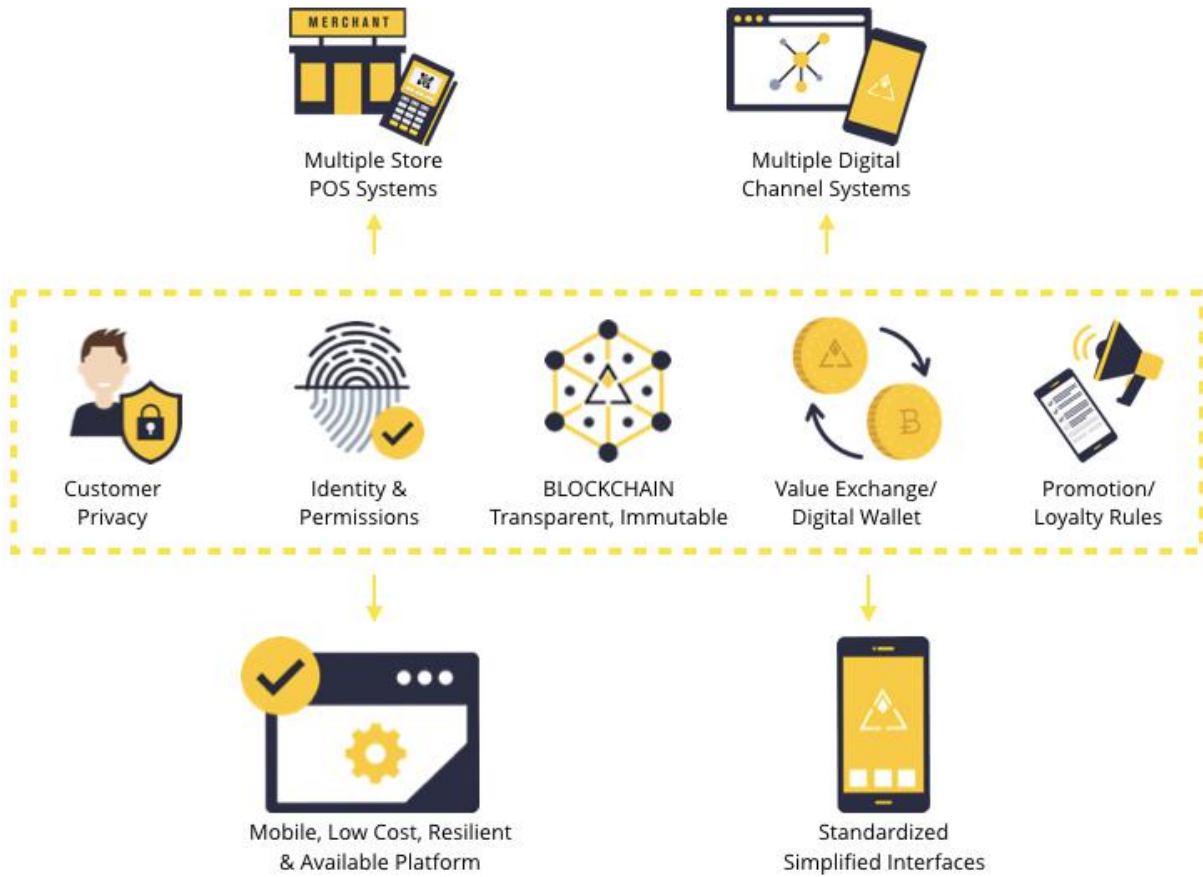 MERCHANT
Multiple Store
POS Systems
Multiple Digital
Channel Systems
Customer
Privacy
Identity &
Permissions
BLOCKCHAIN
Transparent, Immutable
Value Exchange/
Digital Wallet
Promotion/
Loyalty Rules
Mobile, Low Cost, Resilient
& Available Platform
Standardized
Simplified Interfaces